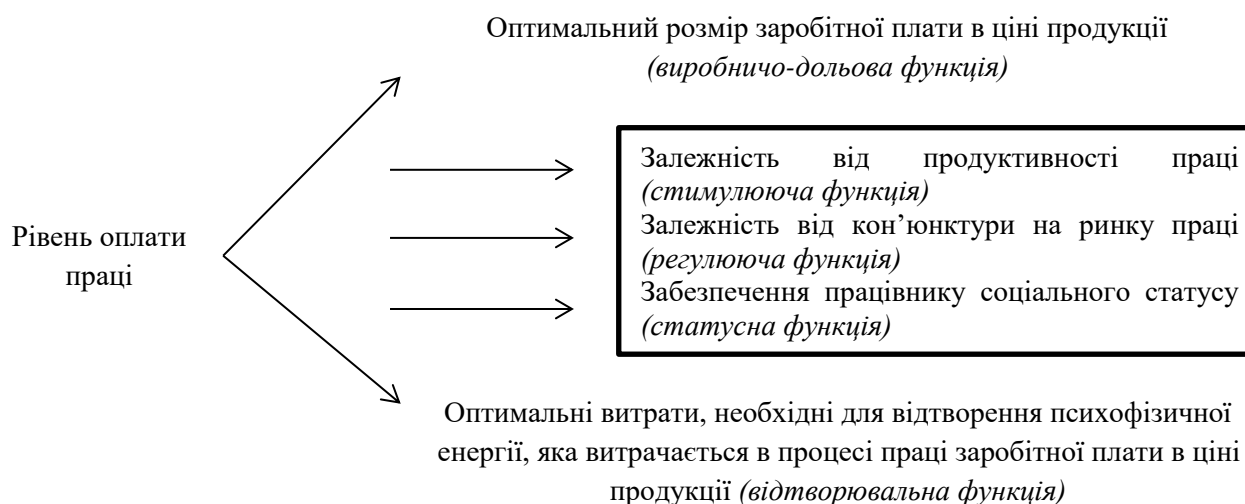 Оптимальний розмір заробітної плати в ціні продукції
(виробничо-дольова функція)
Залежність від продуктивності праці
(стимулююча функція)
Залежність від кон’юнктури на ринку праці
(регулююча функція)
Забезпечення працівнику соціального статусу
(статусна функція)
Рівень оплати
праці
Оптимальні витрати, необхідні для відтворення психофізичної
енергії, яка витрачається в процесі праці заробітної плати в ціні
продукції (відтворювальна функція)